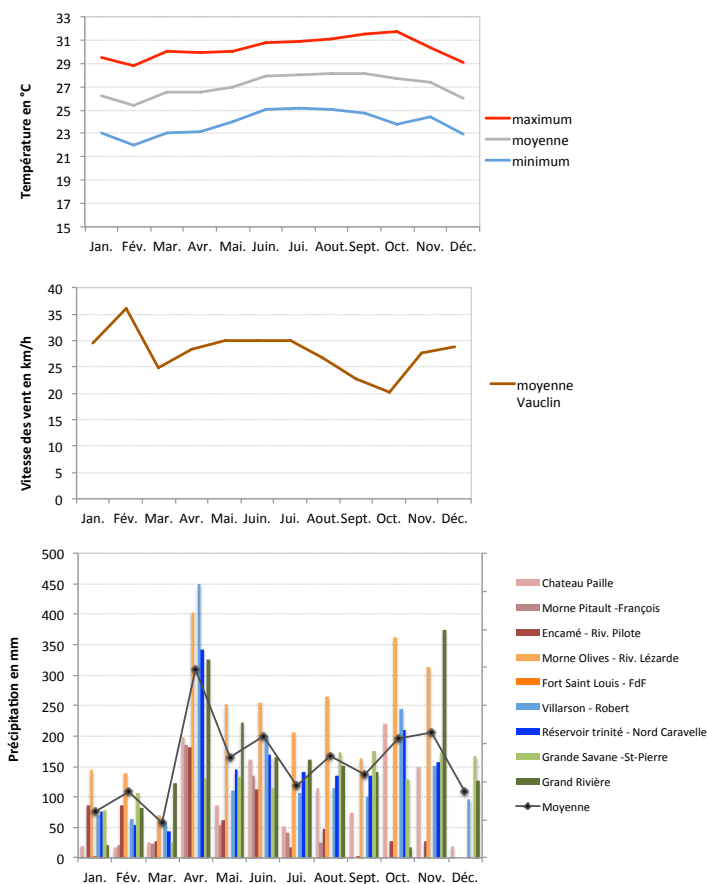 33
31
29
27
25
23
21
19
17
15
Température en °C
Jan. Fév. Mar. Avr. Mai. Juin. Jui. Aout. Sept. Oct. Nov. Déc.
maximum
moyenne
minimum
40
35
30
25
20
15
10
5
0
Vitesse des vent en km/h
Jan. Fév. Mar. Avr. Mai. Juin. Jui. Aout. Sept. Oct. Nov. Déc.
moyenne
Vauclin
500
450
400
350
300
250
200
150
100
50
0
Précipitation en mm
Jan. Fév. Mar. Avr. Mai. Juin. Jui. Aout. Sept. Oct. Nov. Déc.
Chateau Paille
Morne Pitault -François
Encamé - Riv. Pilote
Morne Olives - Riv. Lézarde
Fort Saint Louis - FdF
Villarson - Robert
Réservoir trinité - Nord Caravelle
Grande Savane -St-Pierre
Grand Rivière
Moyenne